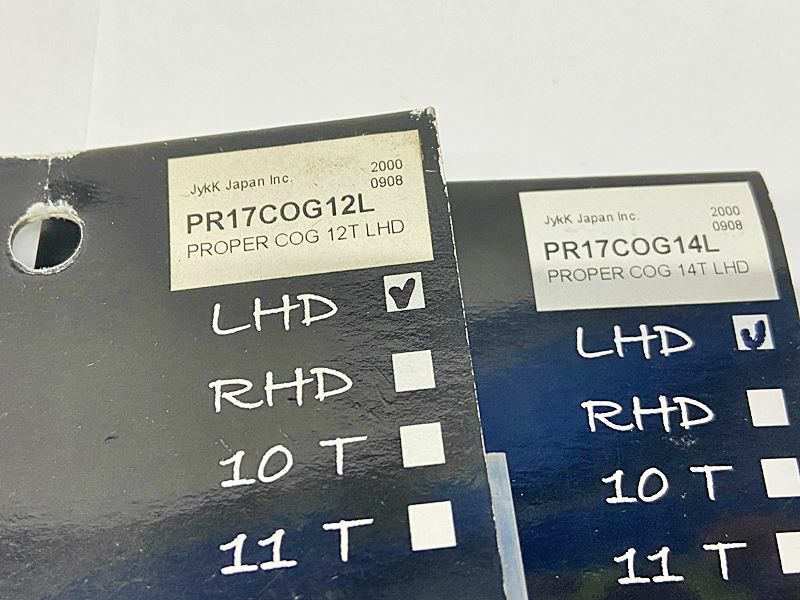 JykK Japan Inc.
2000
0908
PR17COG12L
PROPER COG 12T LHD
LHD
RHD
10 T
11 T
JykK Japan Inc.
2000
0908
PR17COG14L
PROPER COG 14T LHD
LHD
RHD
10 T
11 T